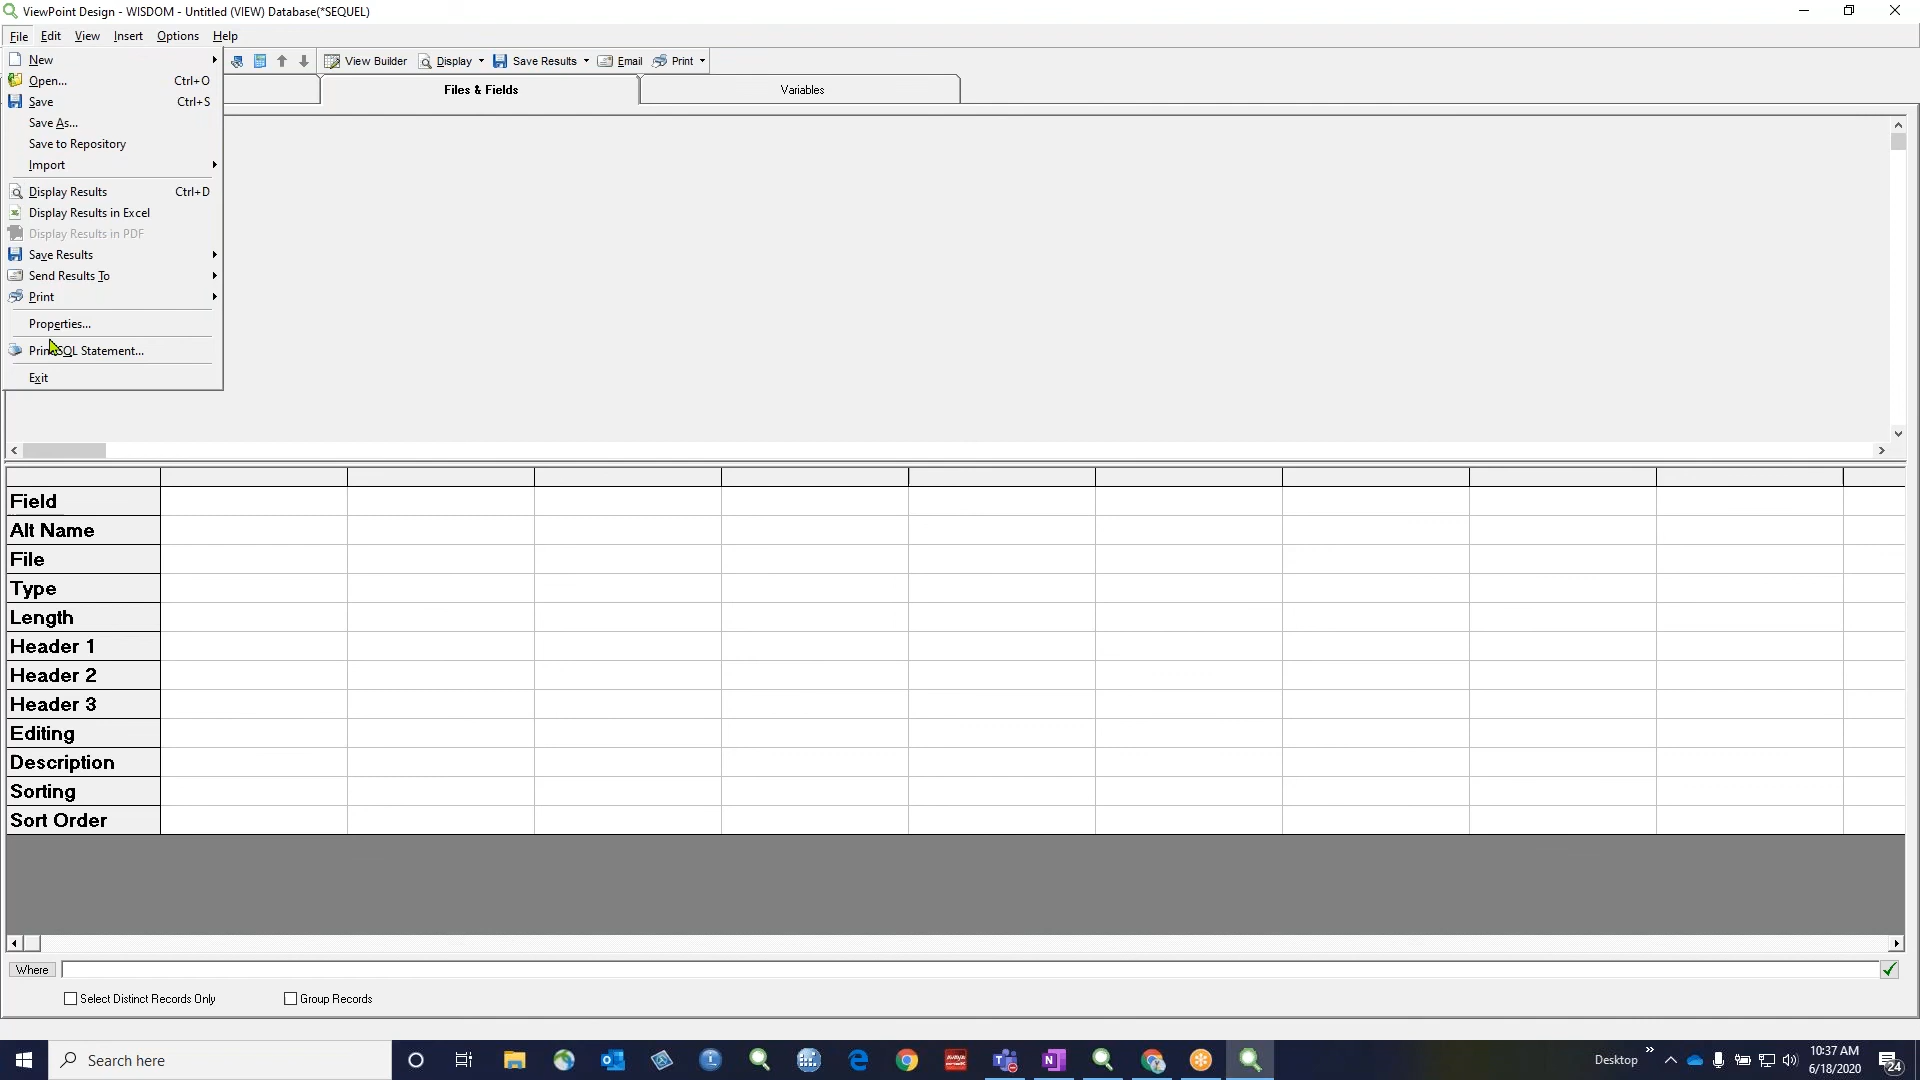 ViewPoint Design - WISDOM - Untitled (VIEW) Database(*SEQUEL)
File Edit View Insert Options Help
New
View Builder Display Save Results Email Print
Open... Ctrl+O
Files & Fields Variables
Save Ctrl+S
Save As...
Save to Repository
Import
Display Results Ctrl+D
Display Results in Excel
Display Results in PDF
Save Results
Send Results To
Print
Properties...
Print SQL Statement...
Exit
Field
Alt Name
File
Type
Length
Header 1
Header 2
Header 3
Editing
Description
Sorting
Sort Order
Where
Select Distinct Records Only Group Records
Search here
Desktop
10:37 AM
6/18/2020
24